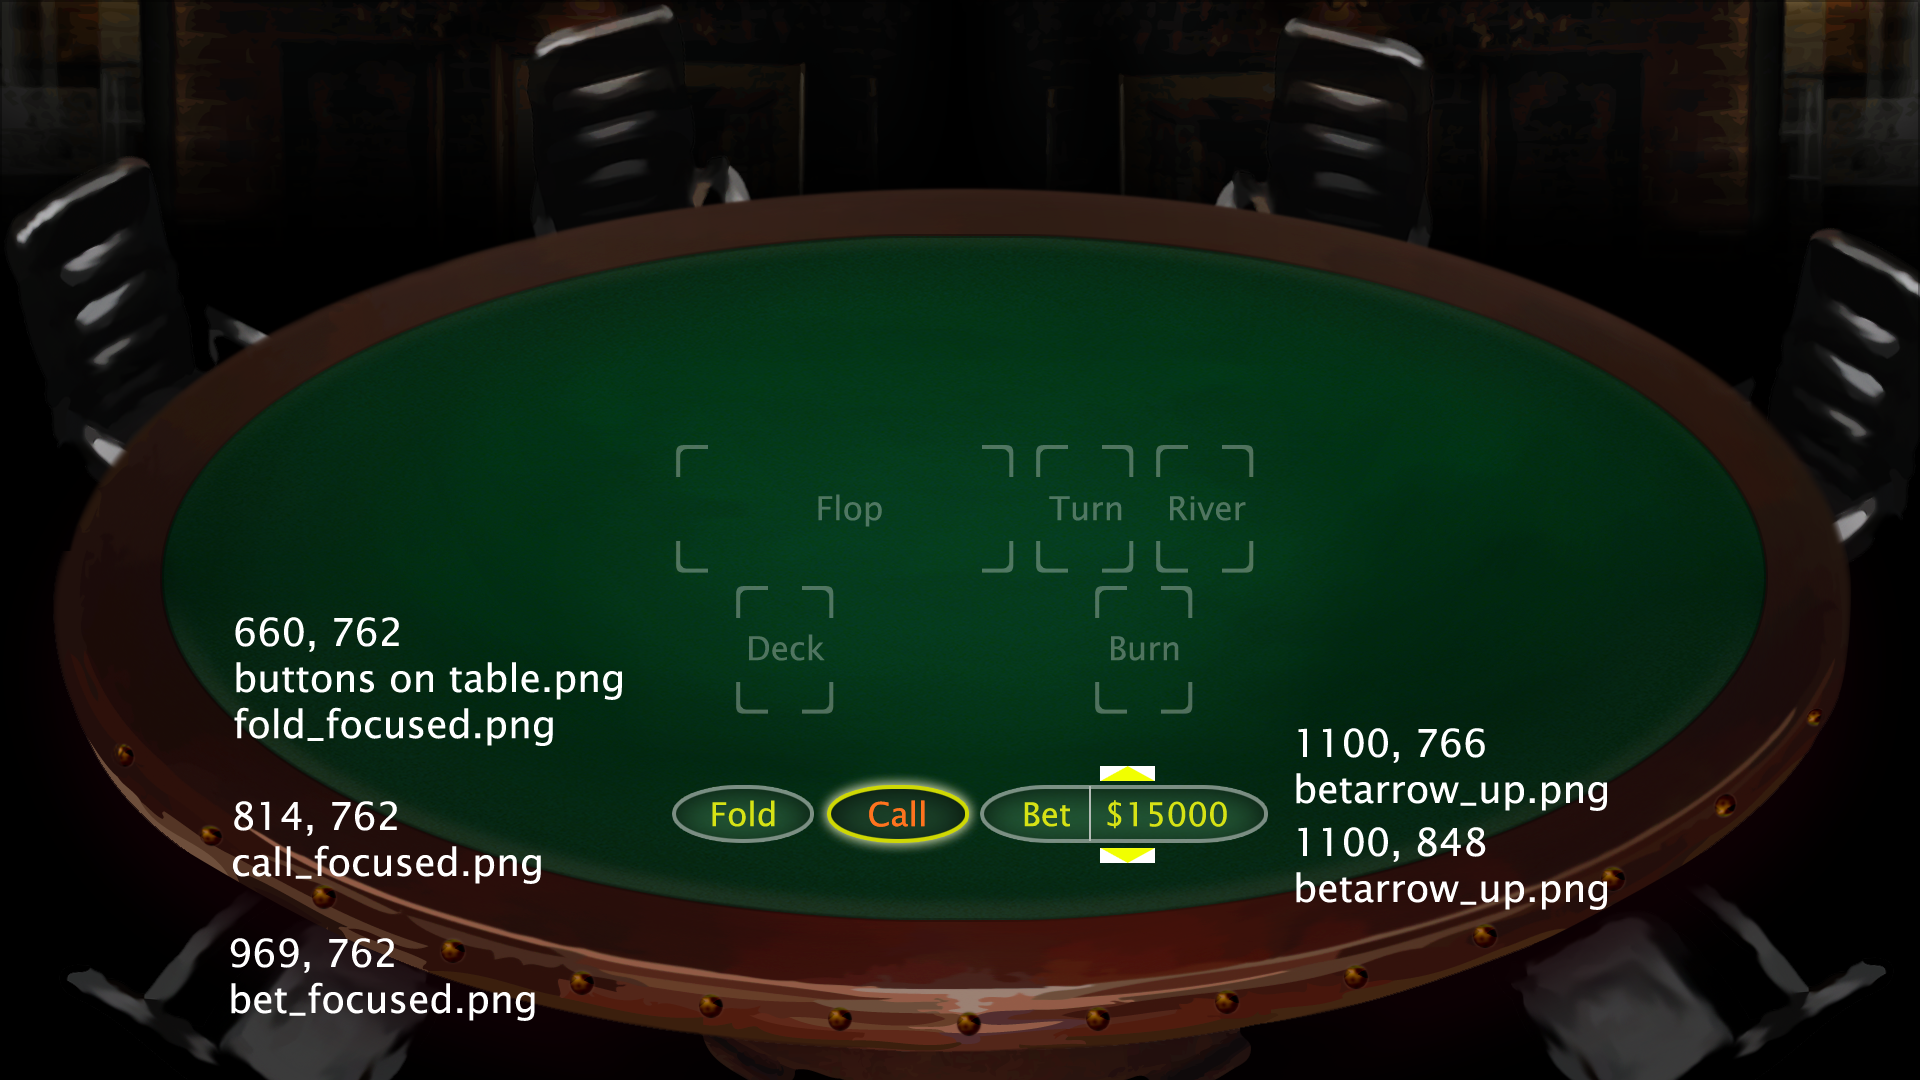 Flop
Turn
River
Deck
Burn
660, 762
buttons on table.png
fold_focused.png
814, 762
call_focused.png
969, 762
bet_focused.png
Fold
Call
Bet
$15000
1100, 766
betarrow_up.png
1100, 848
betarrow_up.png